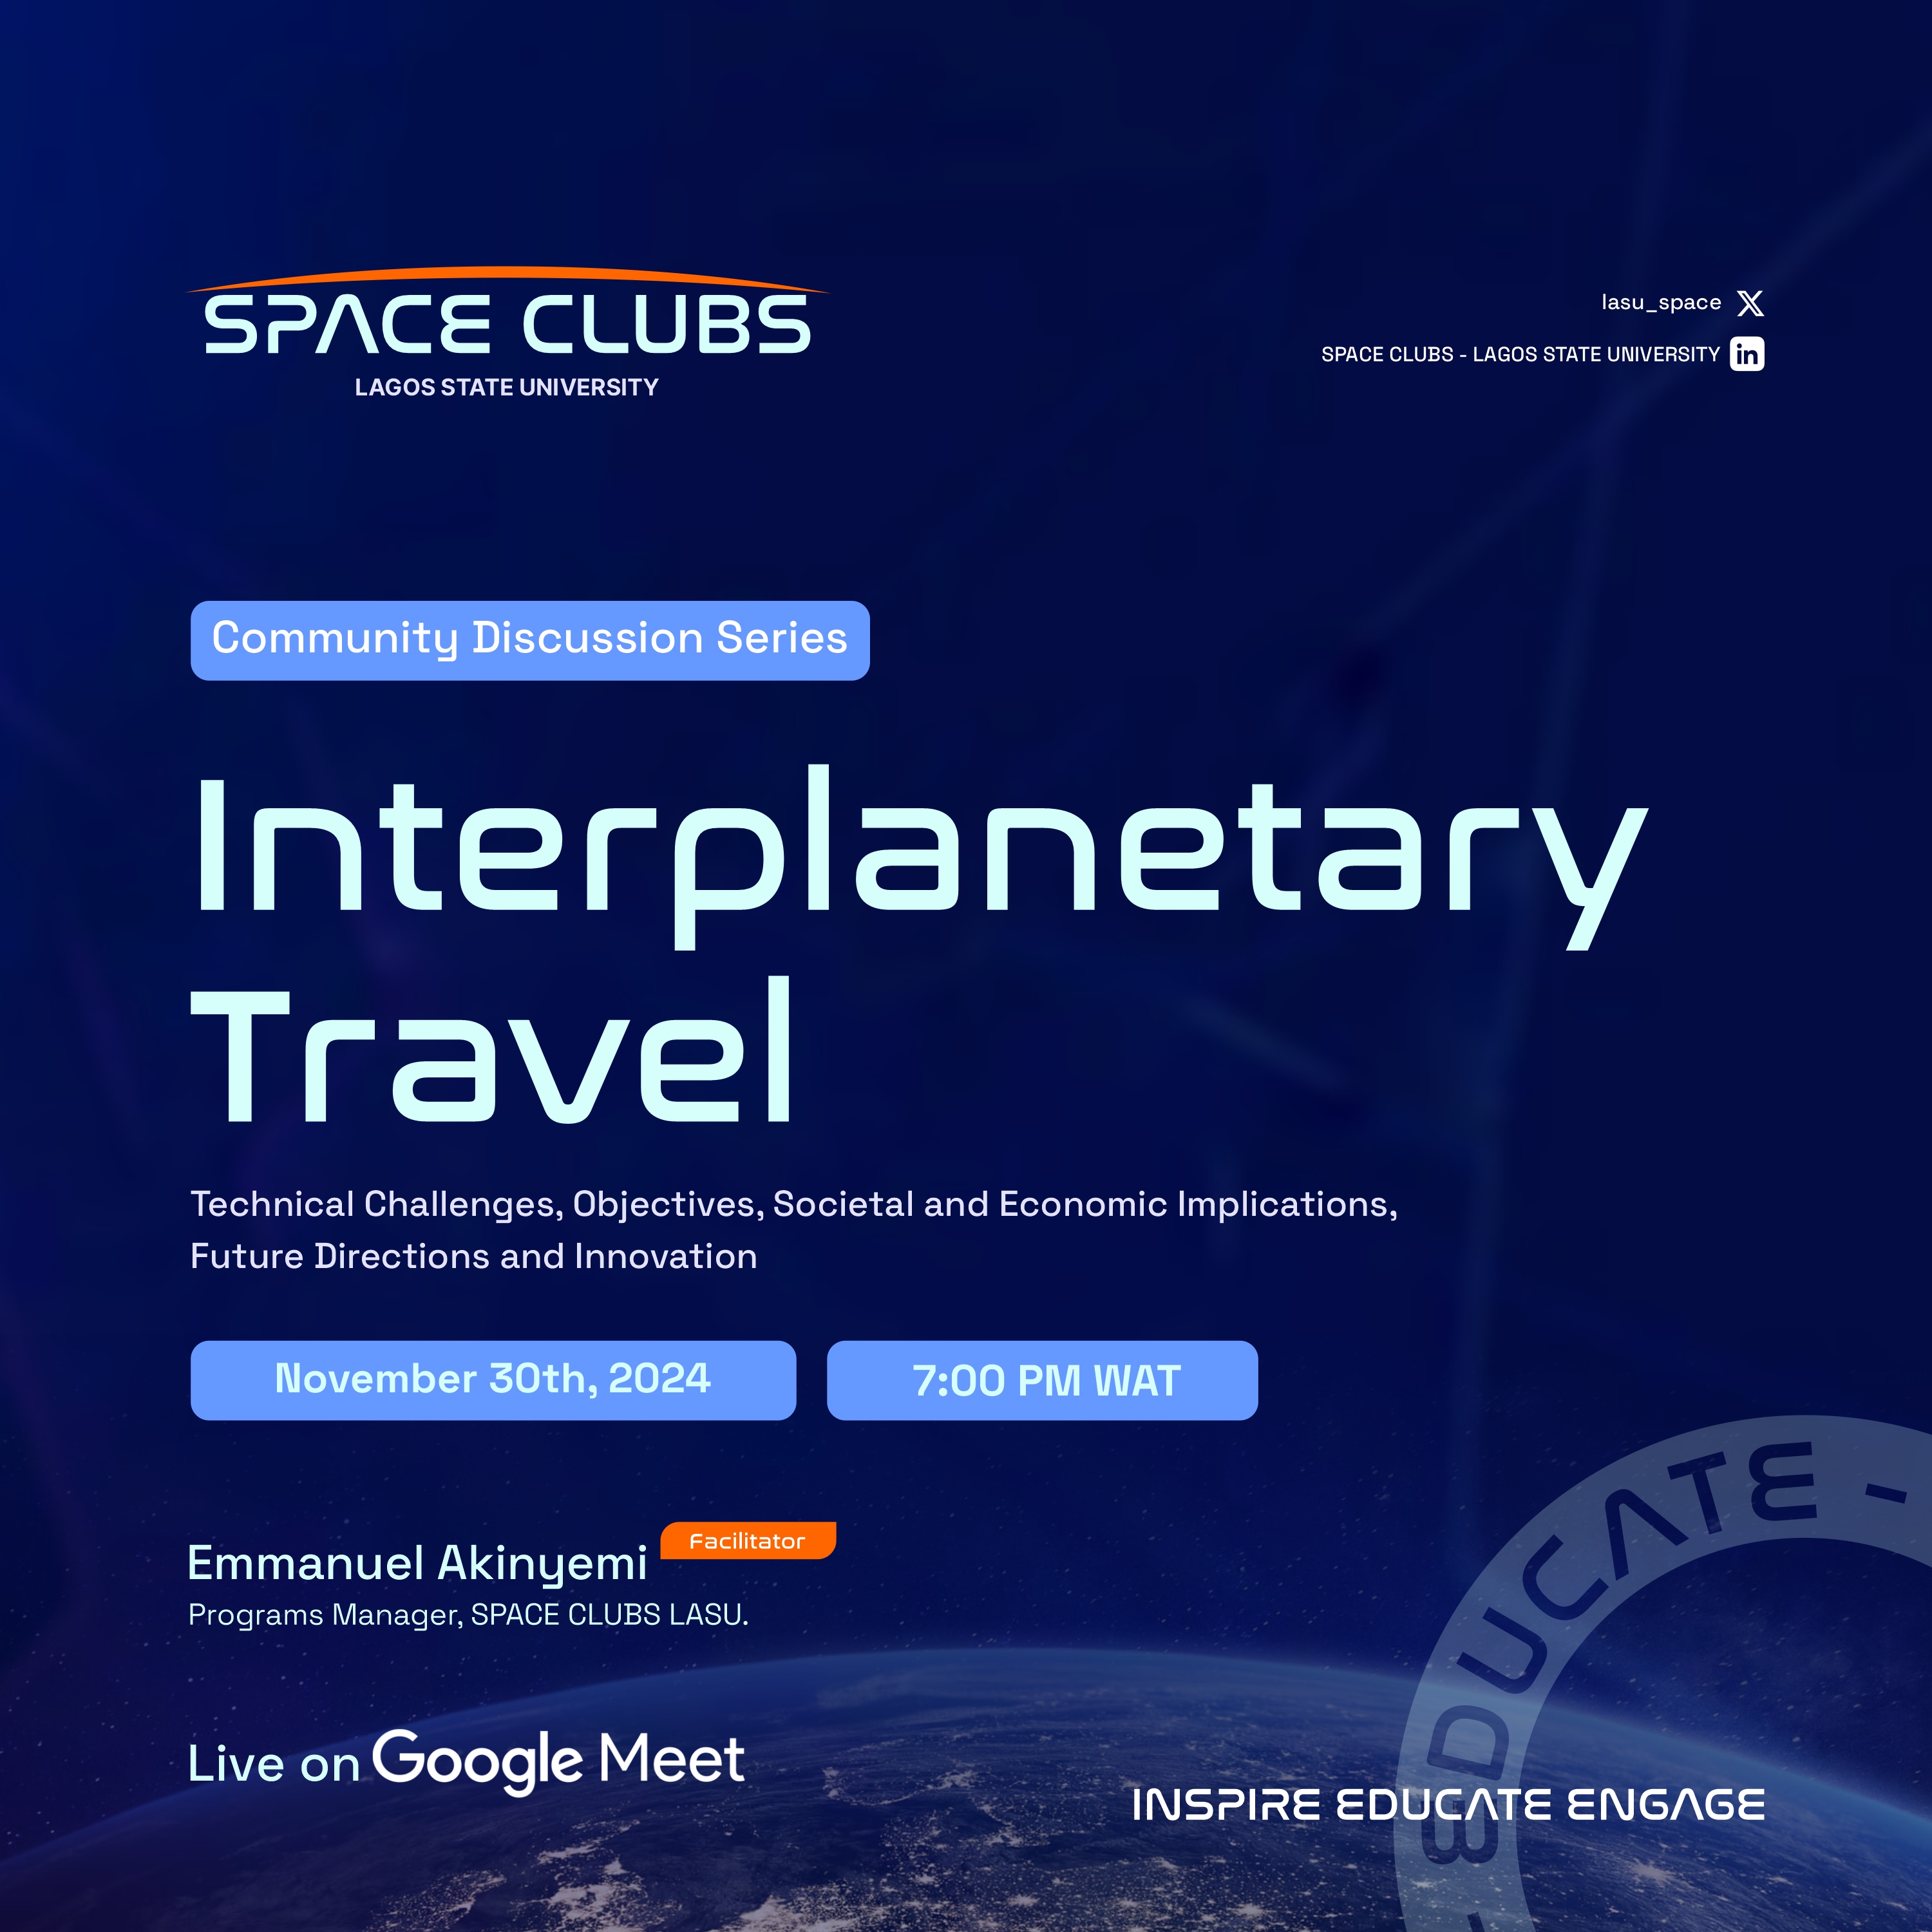 SPACE CLUBS
LAGOS STATE UNIVERSITY
lasu_space
SPACE CLUBS - LAGOS STATE UNIVERSITY
Community Discussion Series
Interplanetary
Travel
Technical Challenges, Objectives, Societal and Economic Implications,
Future Directions and Innovation
November 30th, 2024
7:00 PM WAT
Emmanuel Akinyemi
Facilitator
Programs Manager, SPACE CLUBS LASU.
Live on Google Meet
INSPIRE EDUCATE ENGAGE
EDUCATE -